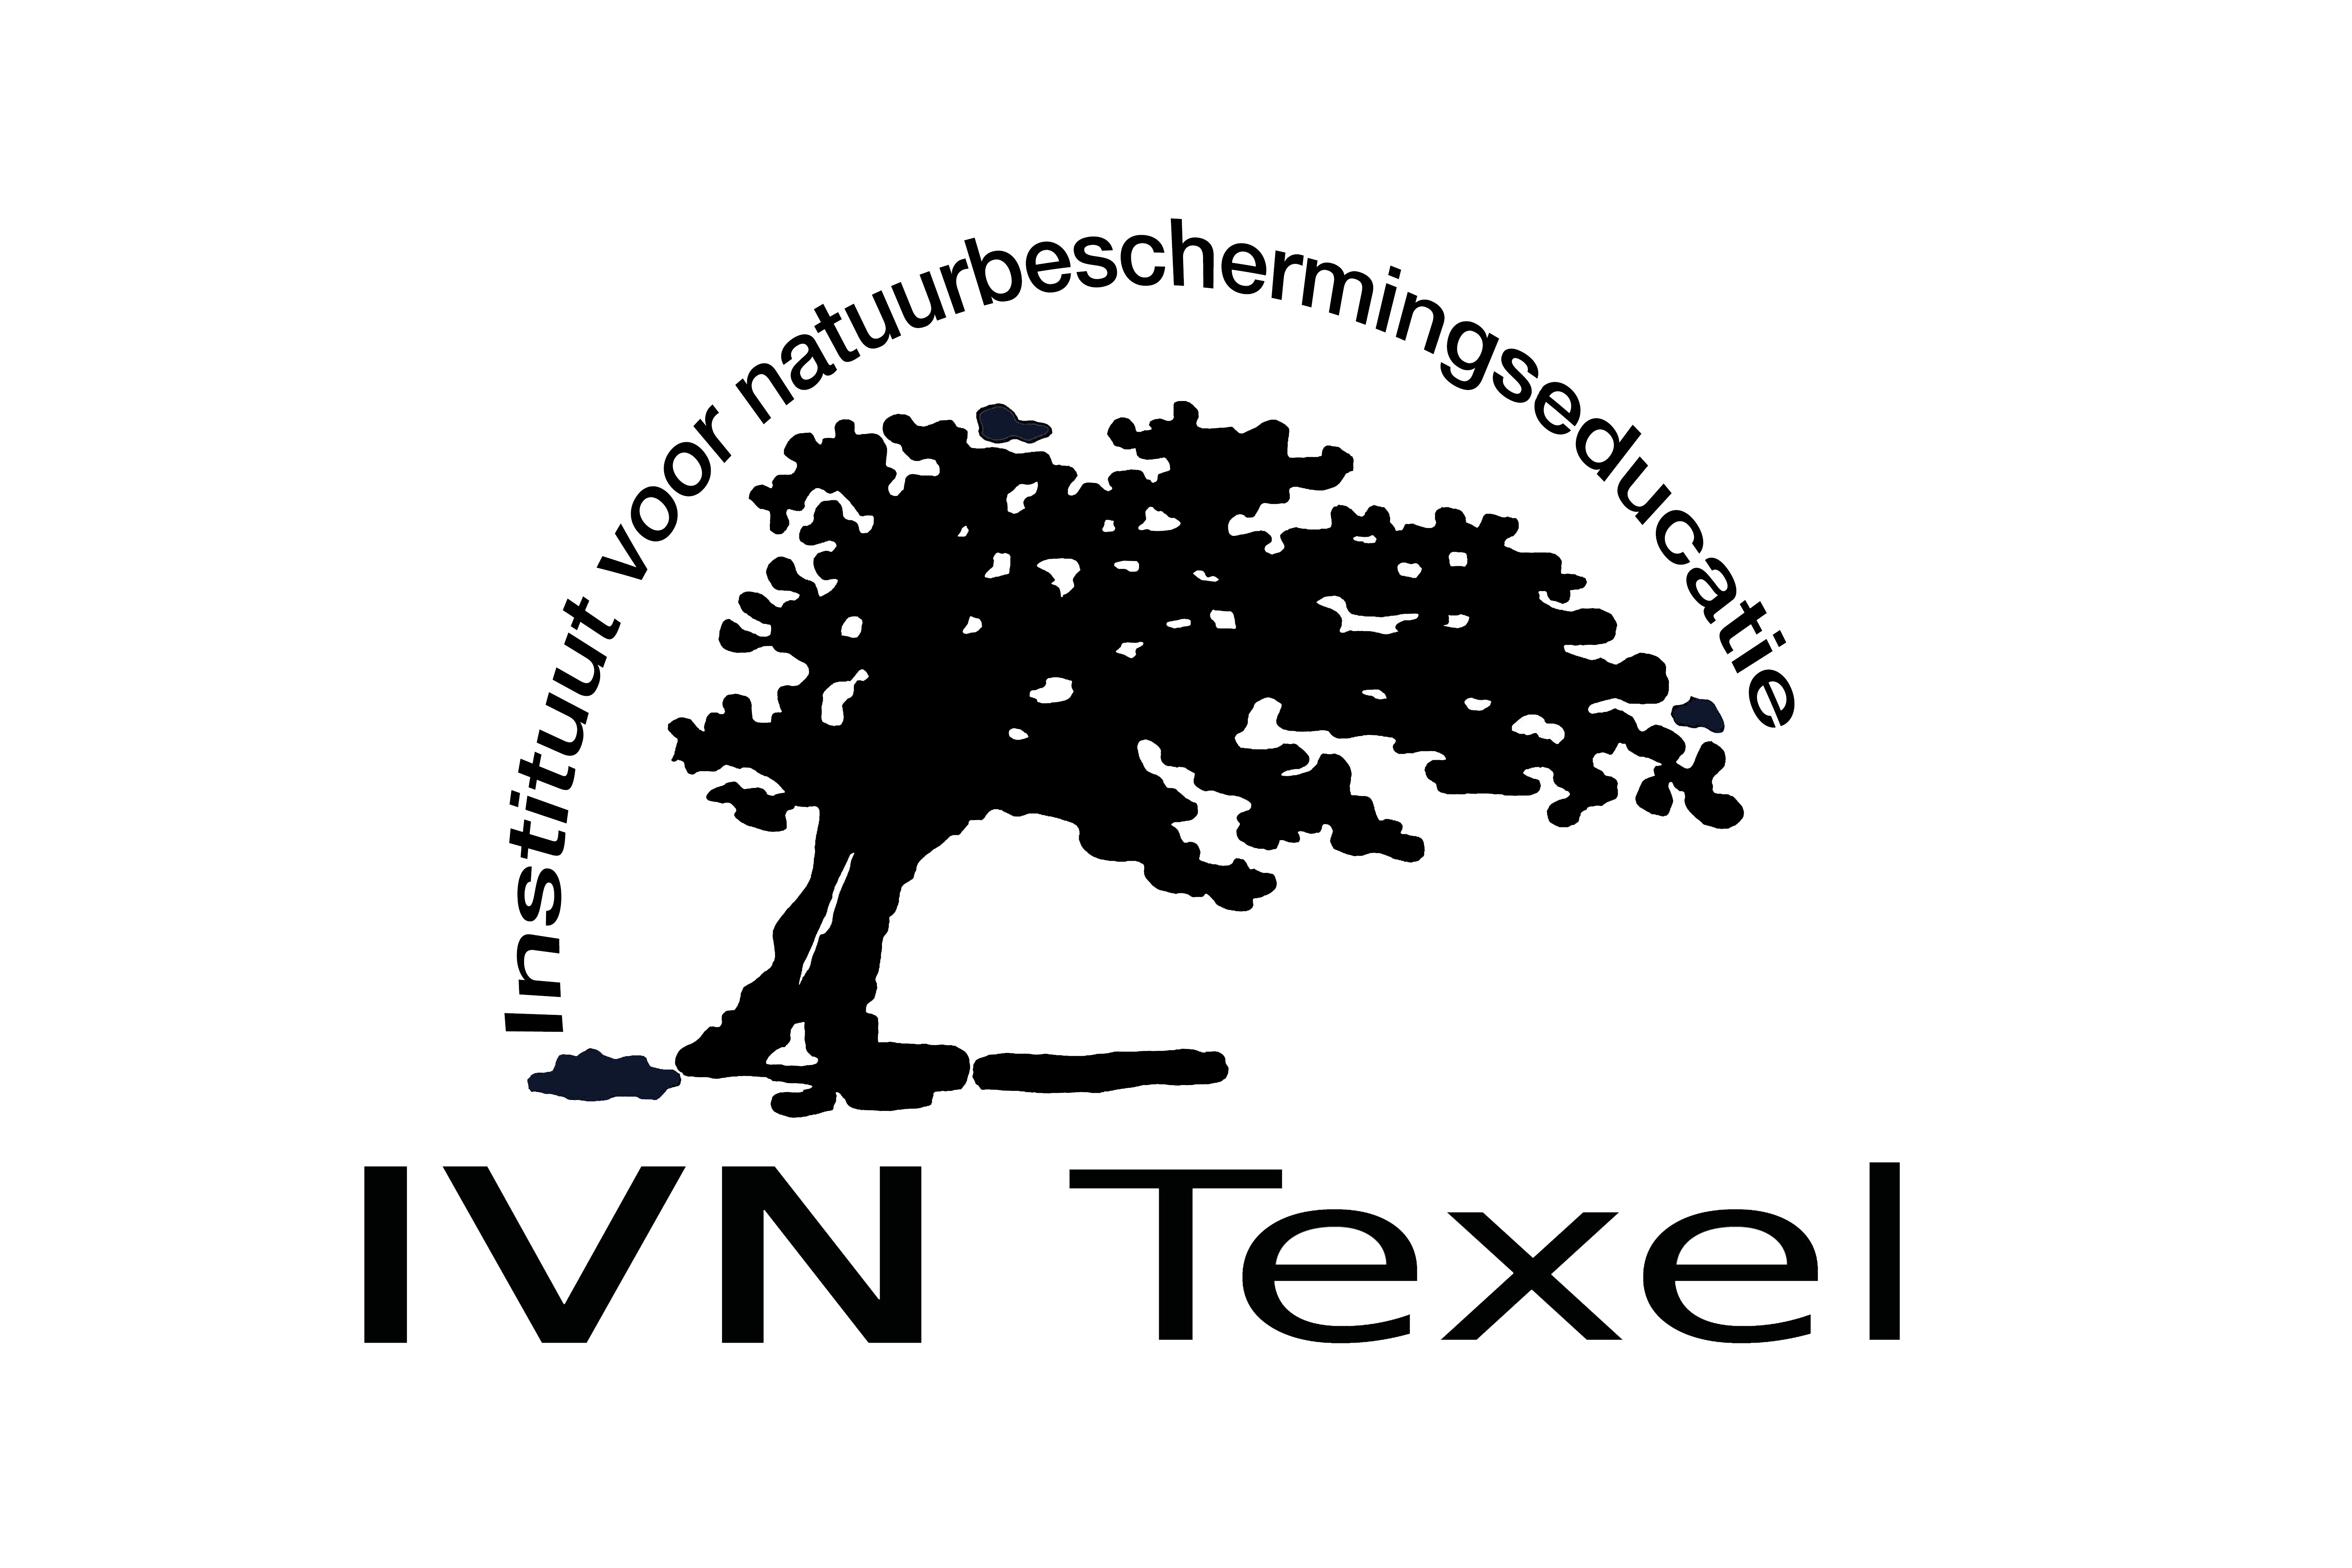 Instituut voor natuurbeschermingseducatie
IVN Texel